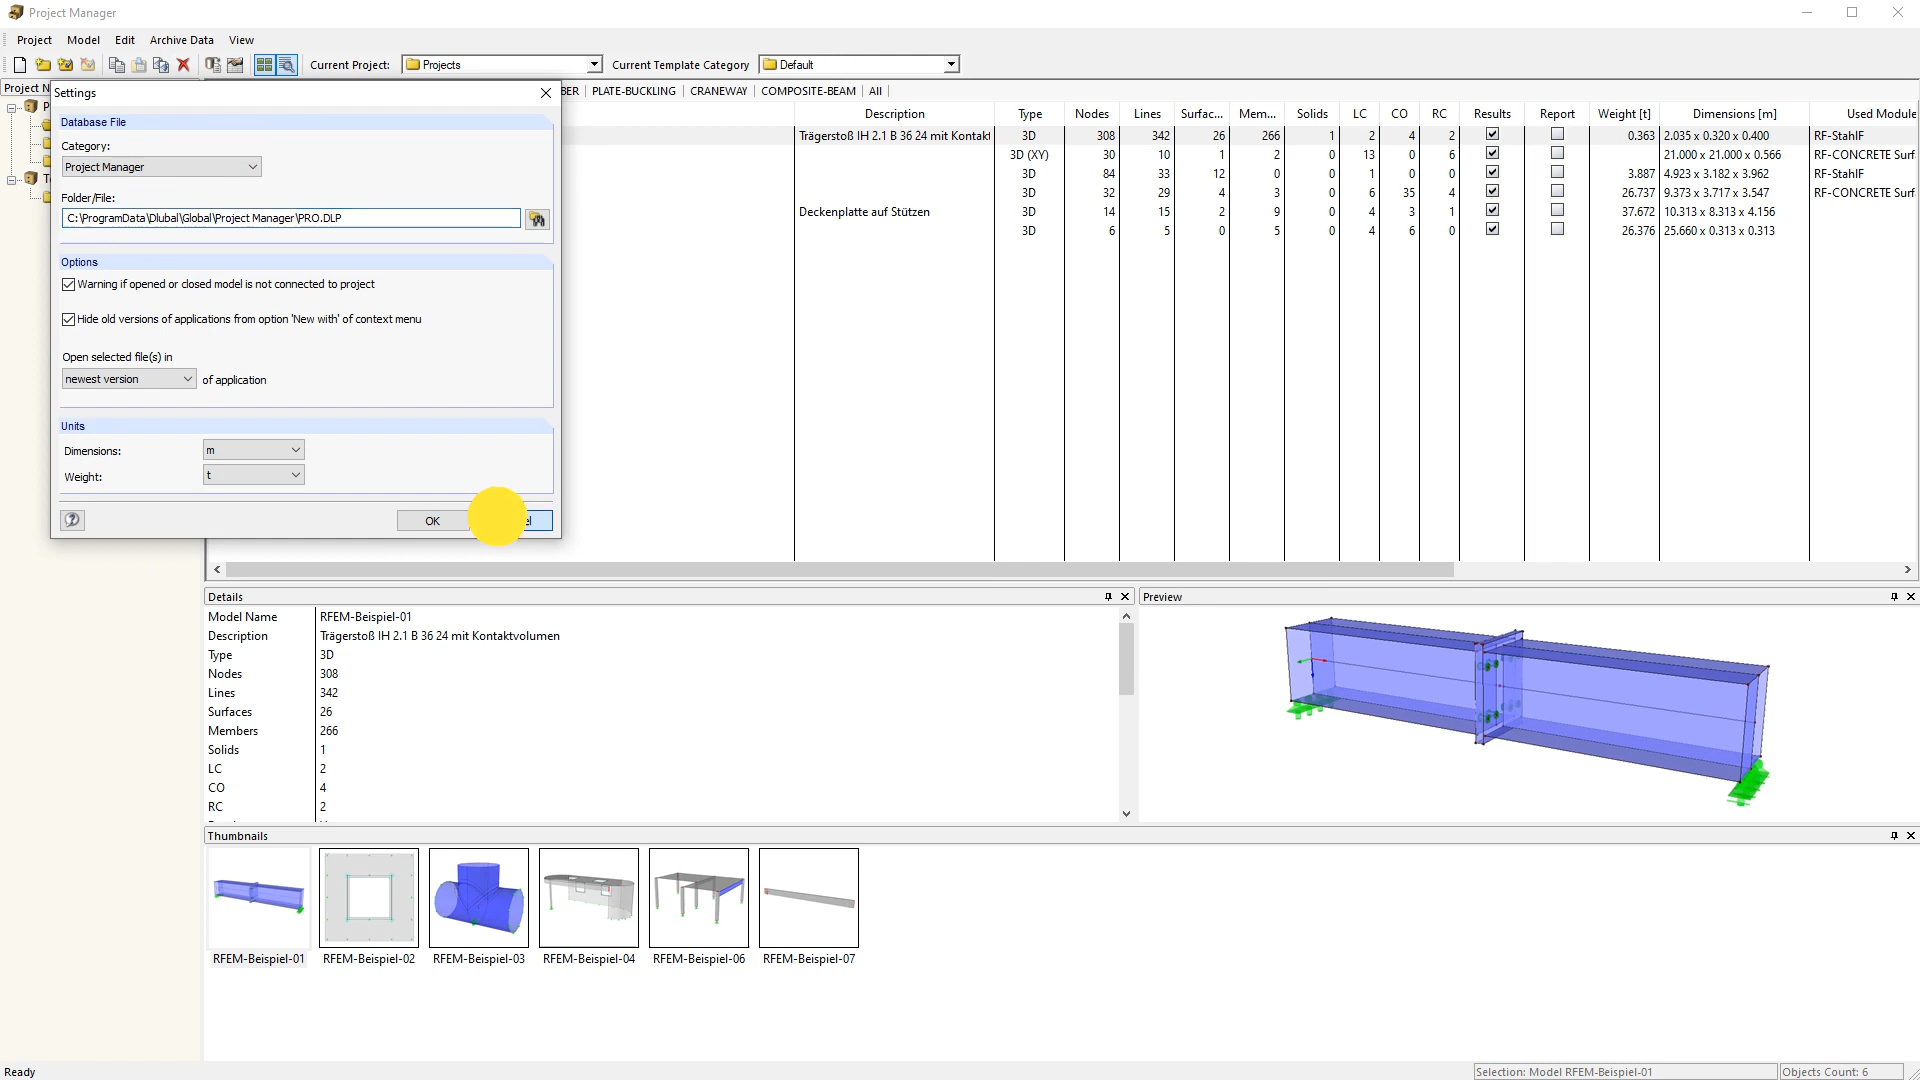 Project Manager
Project Model Edit Archive Data View
Current Project: Projects Current Template Category Default
Project N
Settings
BER PLATE-BUCKLING CRANEWAY COMPOSITE-BEAM All
Database File
Category:
Project Manager
Folder/File:
C:\ProgramData\Dlubal\Global\Project Manager\PRO.DLP
Options
Warning if opened or closed model is not connected to project
Hide old versions of applications from option 'New with' of context menu
Open selected file(s) in
newest version of application
Units
Dimensions: m
Weight: t
OK
Description Type Nodes Lines Surfac... Mem... Solids LC CO RC Results Report Weight [t] Dimensions [m] Used Module
Trägerstoß IH 2.1 B 36 24 mit Kontakt 3D 308 342 26 266 1 2 4 2 0.363 2.035 x 0.320 x 0.400 RF-StahlF
3D (XY) 30 10 1 2 0 13 0 6 21.000 x 21.000 x 0.566 RF-CONCRETE Surf
3D 84 33 12 0 0 1 0 0 3.887 4.923 x 3.182 x 3.962 RF-StahlF
3D 32 29 4 3 0 6 35 4 26.737 9.373 x 3.717 x 3.547 RF-CONCRETE Surf
Deckenplatte auf Stützen 3D 14 15 2 9 0 4 3 1 37.672 10.313 x 8.313 x 4.156
3D 6 5 0 5 0 4 6 0 26.376 25.660 x 0.313 x 0.313
Details
Model Name RFEM-Beispiel-01
Description Trägerstoß IH 2.1 B 36 24 mit Kontaktvolumen
Type 3D
Nodes 308
Lines 342
Surfaces 26
Members 266
Solids 1
LC 2
CO 4
RC 2
Preview
Thumbnails
RFEM-Beispiel-01 RFEM-Beispiel-02 RFEM-Beispiel-03 RFEM-Beispiel-04 RFEM-Beispiel-06 RFEM-Beispiel-07
Ready
Selection: Model RFEM-Beispiel-01 Objects Count: 6